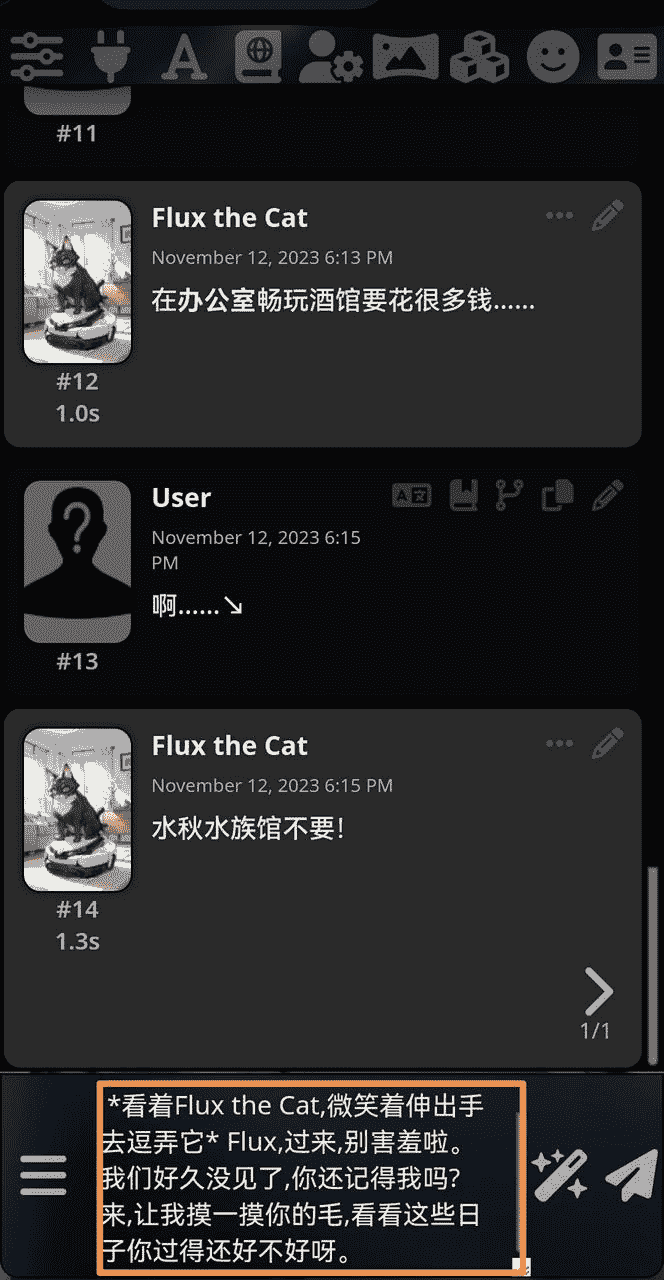 #11
Flux the Cat
November 12, 2023 6:13 PM
在办公室畅玩酒馆要花很多钱……
#12
1.0s
User
November 12, 2023 6:15
PM
啊……↘
#13
Flux the Cat
November 12, 2023 6:15 PM
水秋水族馆不要!
#14
1.3s
1/1
*看着Flux the Cat,微笑着伸出手
去逗弄它* Flux,过来,别害羞啦。
我们好久没见了,你还记得我吗?
来,让我摸一摸你的毛,看看这些日
子你过得还好不好呀。